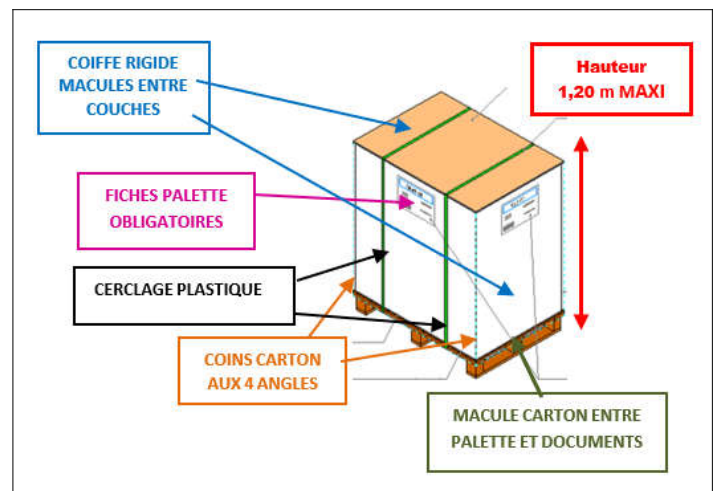 COIFFE RIGIDE
MACULES ENTRE
COUCHES
Hauteur
1,20 m MAXI
FICHES PALETTE
OBLIGATOIRES
CERCLAGE PLASTIQUE
COINS CARTON
AUX 4 ANGLES
MACULE CARTON ENTRE
PALETTE ET DOCUMENTS